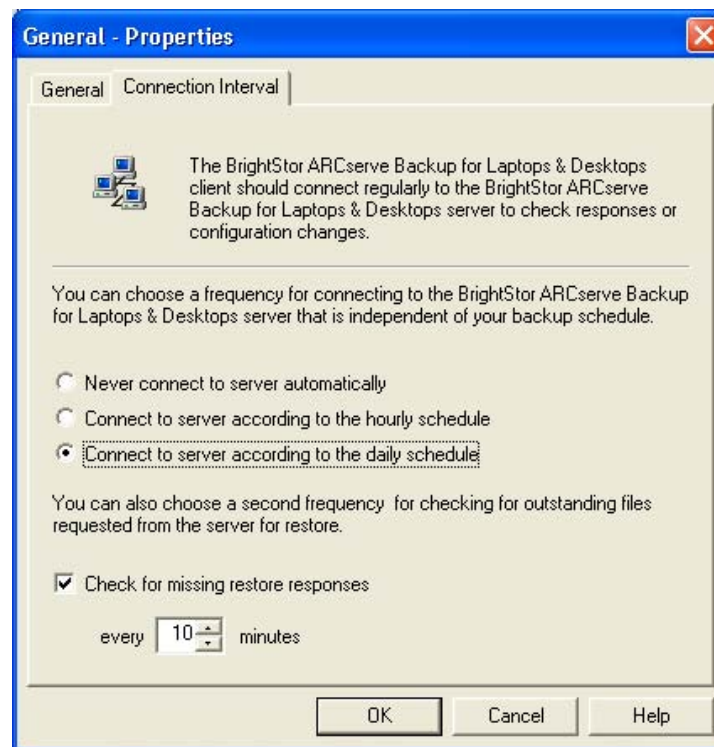 General - Properties
General
Connection Interval
The BrightStor ARCserve Backup for Laptops & Desktops
client should connect regularly to the BrightStor ARCserve
Backup for Laptops & Desktops server to check responses or
configuration changes.
You can choose a frequency for connecting to the BrightStor ARCserve Backup
for Laptops & Desktops server that is independent of your backup schedule.
Never connect to server automatically
Connect to server according to the hourly schedule
Connect to server according to the daily schedule
You can also choose a second frequency for checking for outstanding files
requested from the server for restore.
Check for missing restore responses
every 10 minutes
OK Cancel Help